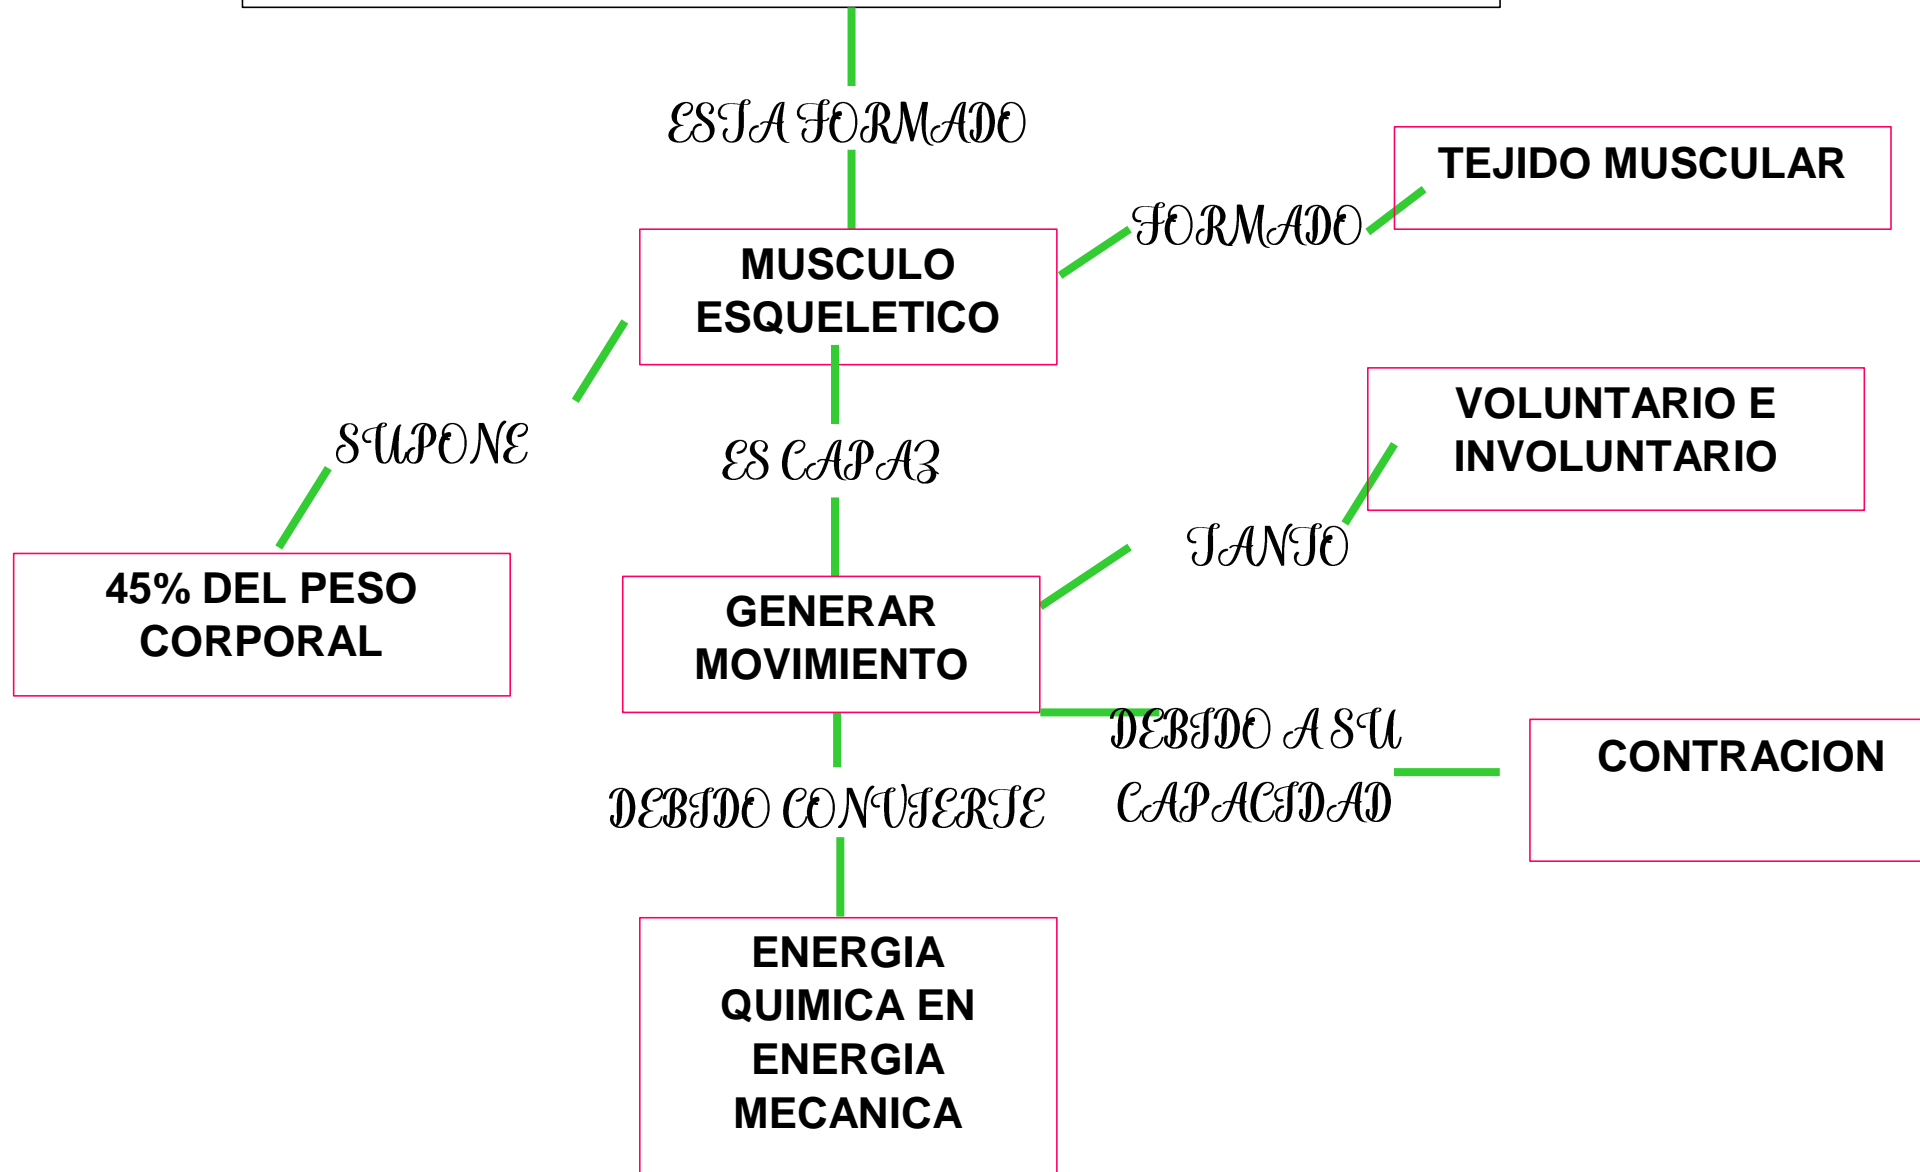 ESTA FORMADO
TEJIDO MUSCULAR
FORMADO
MUSCULO
ESQUELETICO
VOLUNTARIO E
INVOLUNTARIO
SUPONE
ES CAPAZ
TANTO
45% DEL PESO
CORPORAL
GENERAR
MOVIMIENTO
DEBIDO A SU
CAPACIDAD
CONTRACION
DEBIDO CONVIERTE
ENERGIA
QUIMICA EN
ENERGIA
MECANICA